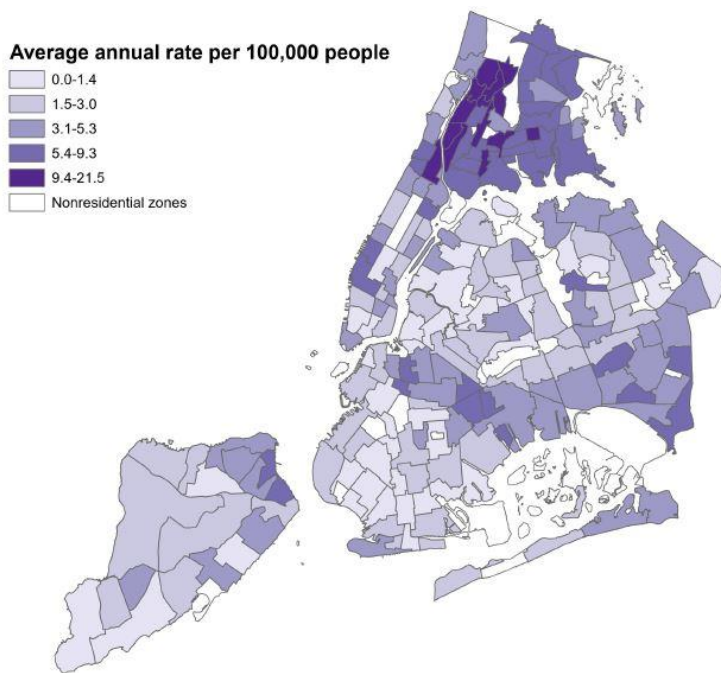 Average annual rate per 100,000 people
0.0-1.4
1.5-3.0
3.1-5.3
5.4-9.3
9.4-21.5
Nonresidential zones